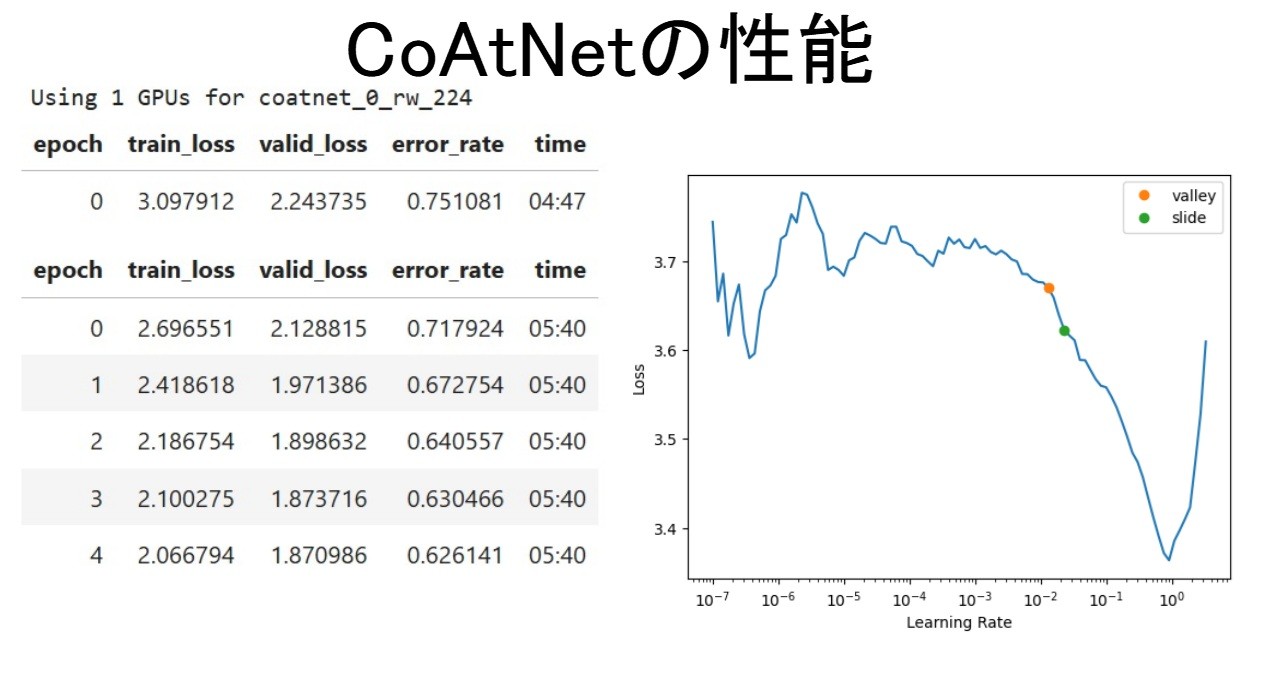 CoAtNetの性能
Using 1 GPUs for coatnet_0_rw_224
epoch train_loss valid_loss error_rate time
0 3.097912 2.243735 0.751081 04:47
epoch train_loss valid_loss error_rate time
0 2.696551 2.128815 0.717924 05:40
1 2.418618 1.971386 0.672754 05:40
2 2.186754 1.898632 0.640557 05:40
3 2.100275 1.873716 0.630466 05:40
4 2.066794 1.870986 0.626141 05:40
valley
slide
3.7
3.6
3.5
3.4
Loss
10⁻⁷ 10⁻⁶ 10⁻⁵ 10⁻⁴ 10⁻³ 10⁻² 10⁻¹ 10⁰
Learning Rate